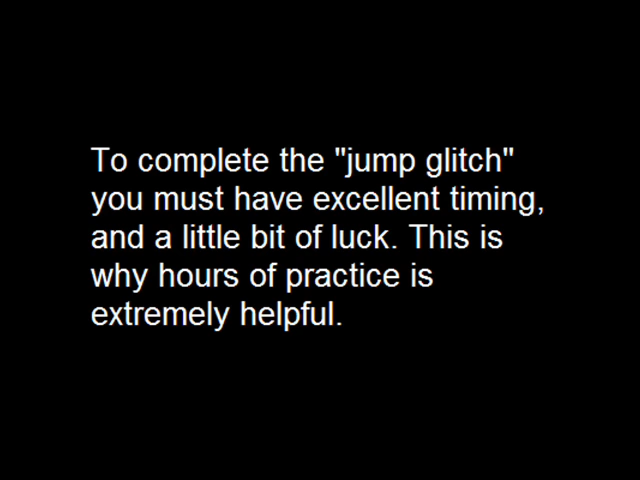 To complete the "jump glitch"
you must have excellent timing,
and a little bit of luck. This is
why hours of practice is
extremely helpful.